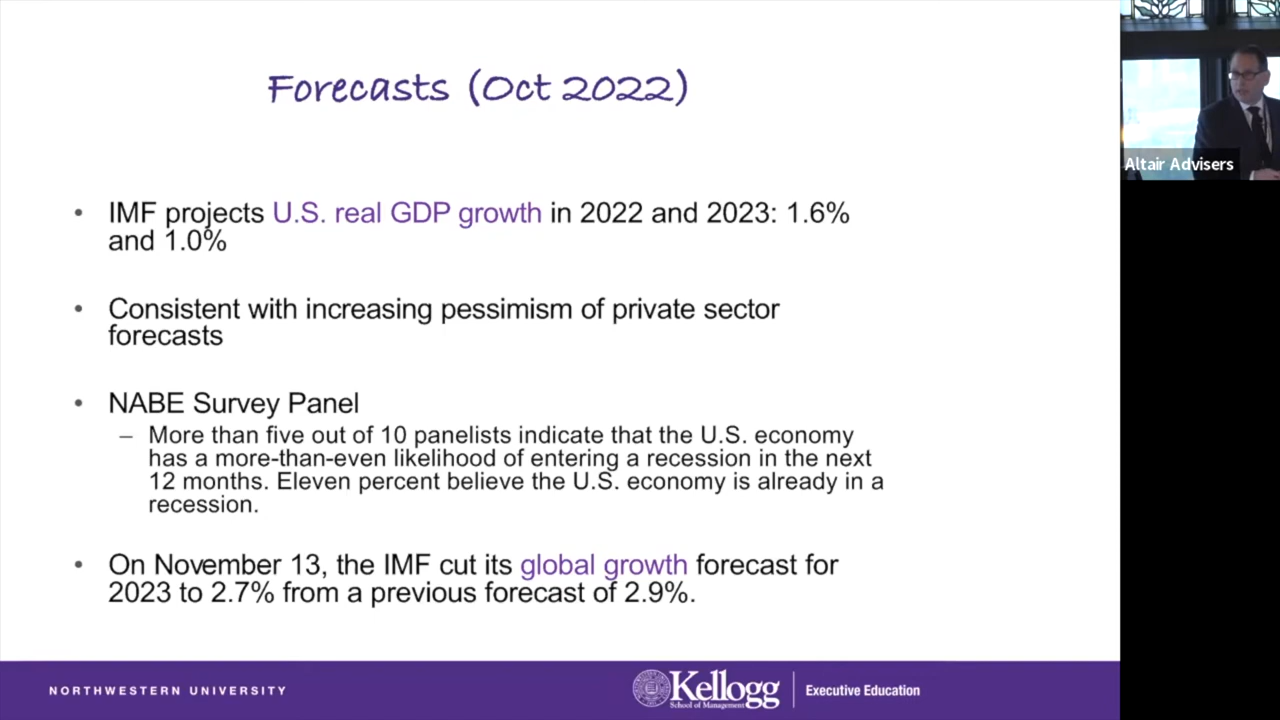 Forecasts (Oct 2022)
• IMF projects U.S. real GDP growth in 2022 and 2023: 1.6%
and 1.0%
• Consistent with increasing pessimism of private sector
forecasts
• NABE Survey Panel
– More than five out of 10 panelists indicate that the U.S. economy
has a more-than-even likelihood of entering a recession in the next
12 months. Eleven percent believe the U.S. economy is already in a
recession.
• On November 13, the IMF cut its global growth forecast for
2023 to 2.7% from a previous forecast of 2.9%.
NORTHWESTERN UNIVERSITY
Kellogg
School of Management
Executive Education
Altair Advisers